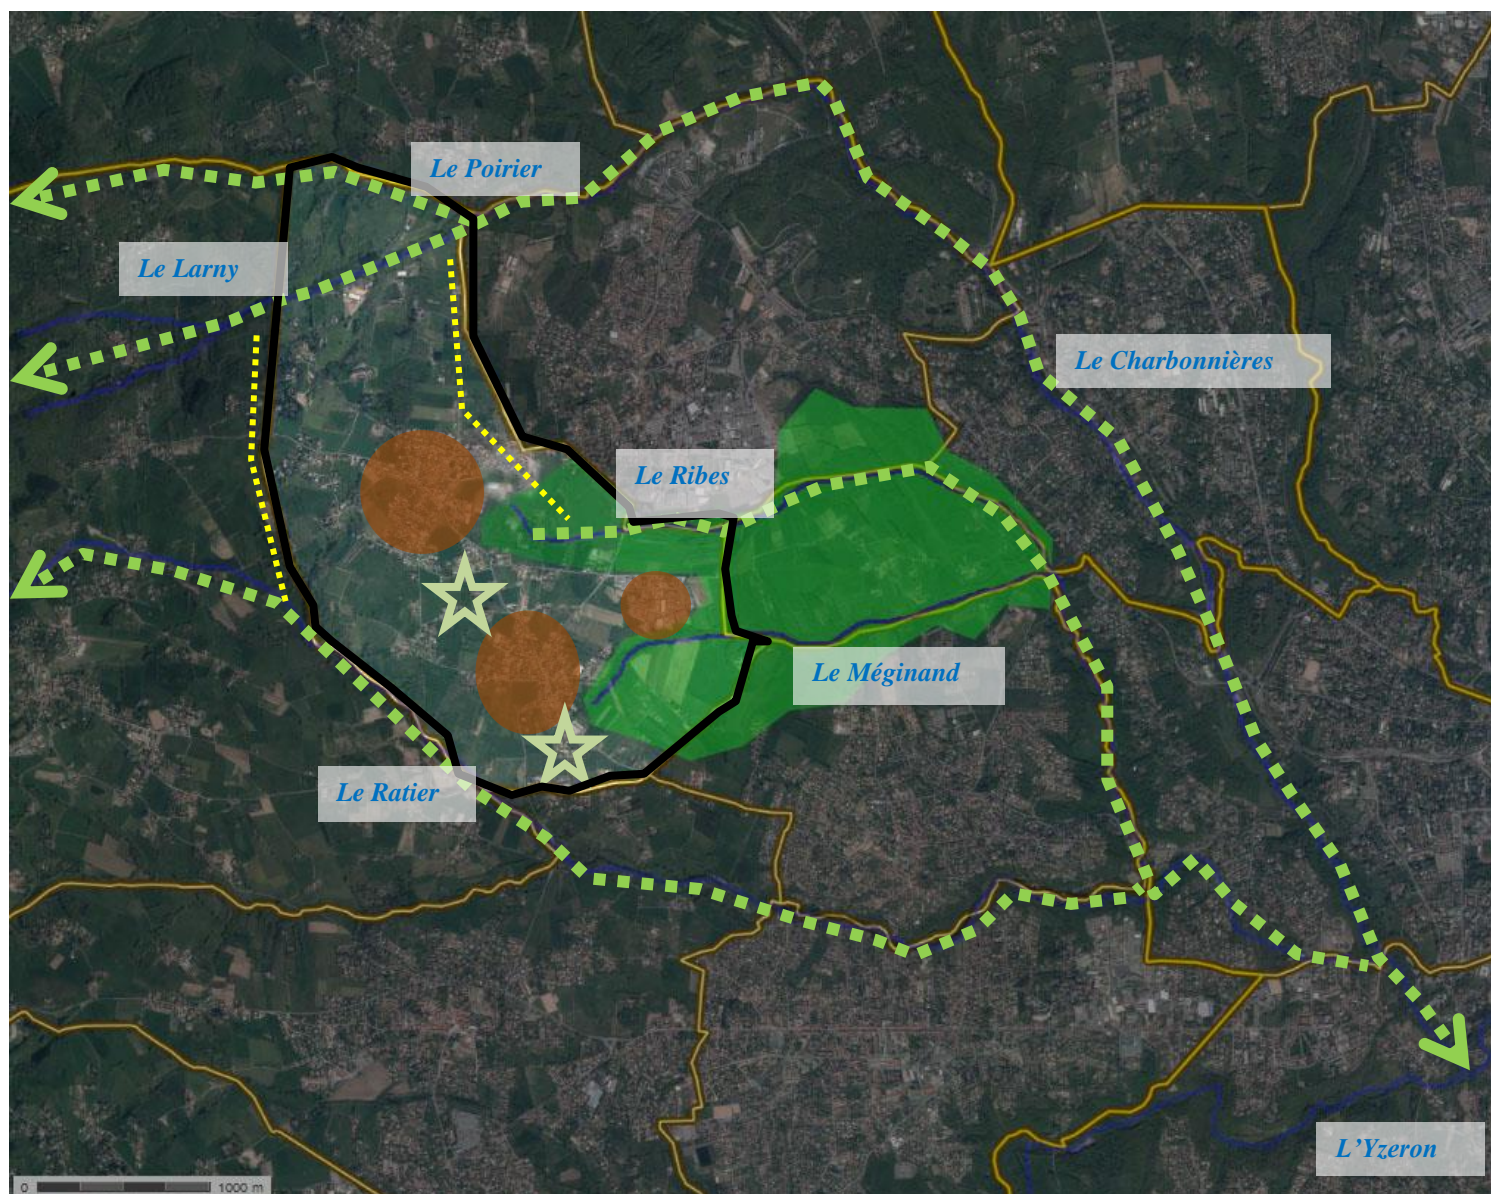 Le Poirier
Le Larny
Le Charbonnières
Le Ribes
Le Méginand
Le Ratier
L'Yzeron
0 1000 m